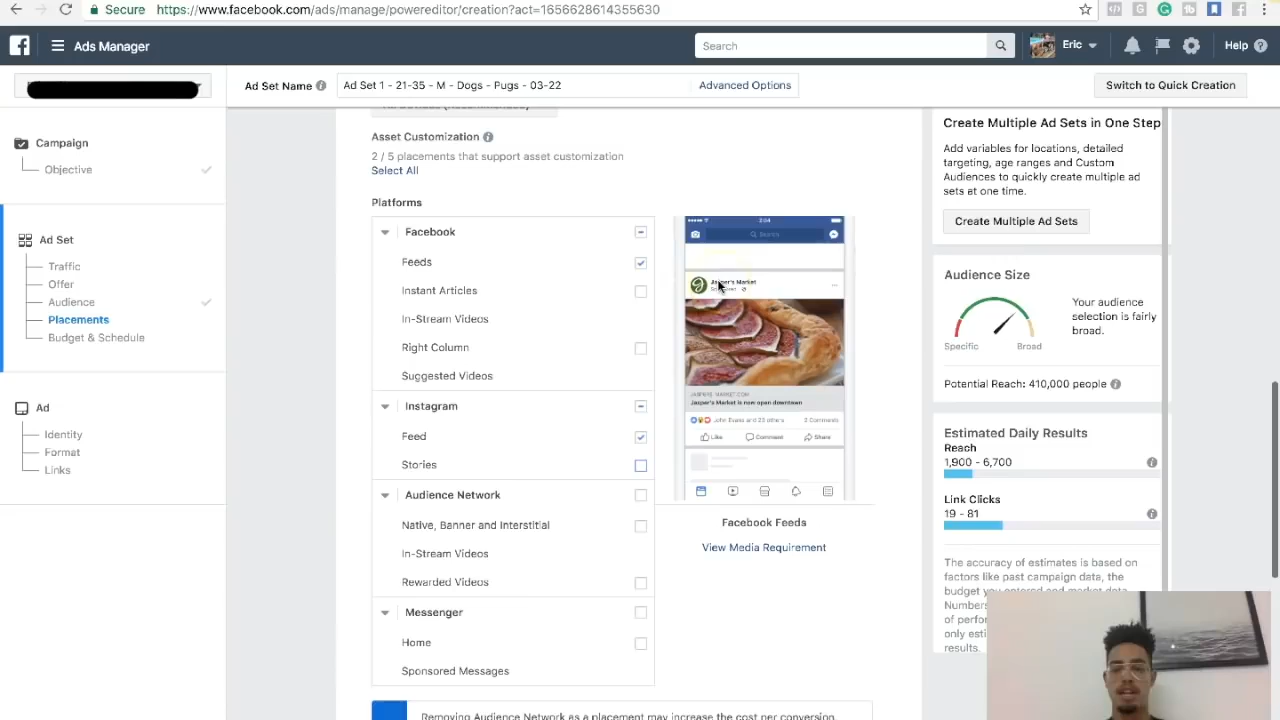 Secure https://www.facebook.com/ads/manage/powereditor/creation?act=1656628614355630
Ads Manager
Search
Eric
Help
Ad Set Name
Ad Set 1 - 21-35 - M - Dogs - Pugs - 03-22
Advanced Options
Switch to Quick Creation
Campaign
Objective
Ad Set
Traffic
Offer
Audience
Placements
Budget & Schedule
Ad
Identity
Format
Links
Asset Customization
2 / 5 placements that support asset customization
Select All
Platforms
Facebook
Feeds
Instant Articles
In-Stream Videos
Right Column
Suggested Videos
Instagram
Feed
Stories
Audience Network
Native, Banner and Interstitial
In-Stream Videos
Rewarded Videos
Messenger
Home
Sponsored Messages
2:04
Search
Jasper's Market
JASPERS MARKET.COM
Jasper's Market is now open downtown
John Evans and 23 others
3 Comments
Like
Comment
Share
Facebook Feeds
View Media Requirement
Removing Audience Network as a placement may increase the cost per conversion.
Create Multiple Ad Sets in One Step
Add variables for locations, detailed
targeting, age ranges and Custom
Audiences to quickly create multiple ad
sets at one time.
Create Multiple Ad Sets
Audience Size
Specific
Broad
Your audience
selection is fairly
broad.
Potential Reach: 410,000 people
Estimated Daily Results
Reach
1,900 - 6,700
Link Clicks
19 - 81
The accuracy of estimates is based on
factors like past campaign data, the
budget you entered and market data.
Numbers
of perfor
only esti
results.